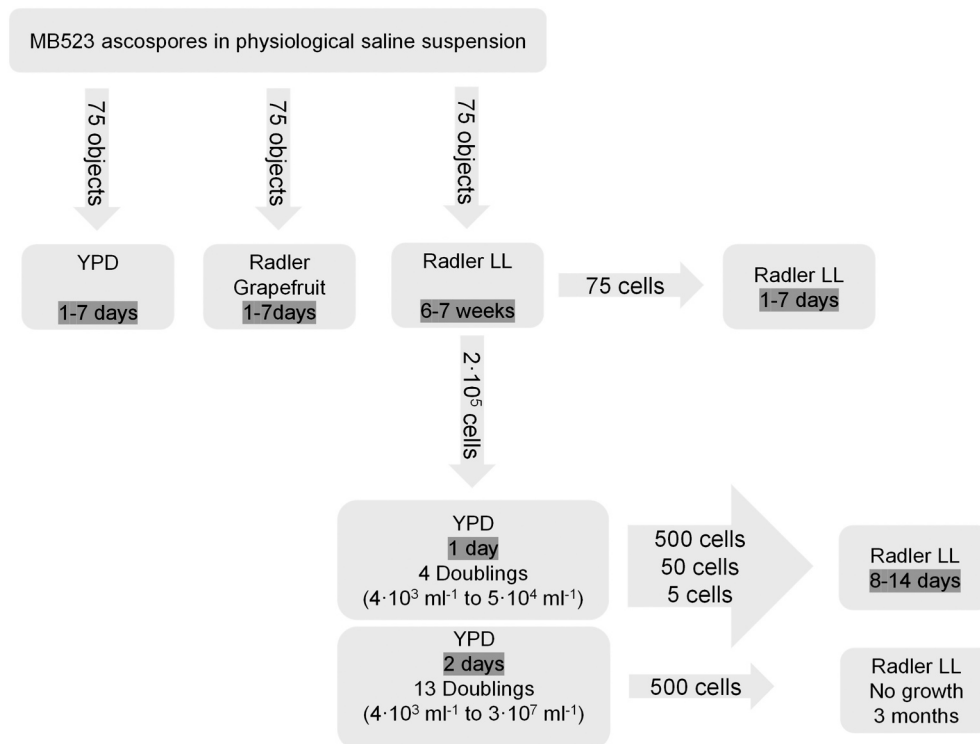 MB523 ascospores in physiological saline suspension
75 objects
75 objects
75 objects
YPD
1-7 days
Radler
Grapefruit
1-7days
Radler LL
6-7 weeks
75 cells
Radler LL
1-7 days
2·10⁵ cells
YPD
1 day
4 Doublings
(4·10³ ml⁻¹ to 5·10⁴ ml⁻¹)
500 cells
50 cells
5 cells
Radler LL
8-14 days
YPD
2 days
13 Doublings
(4·10³ ml⁻¹ to 3·10⁷ ml⁻¹)
500 cells
Radler LL
No growth
3 months